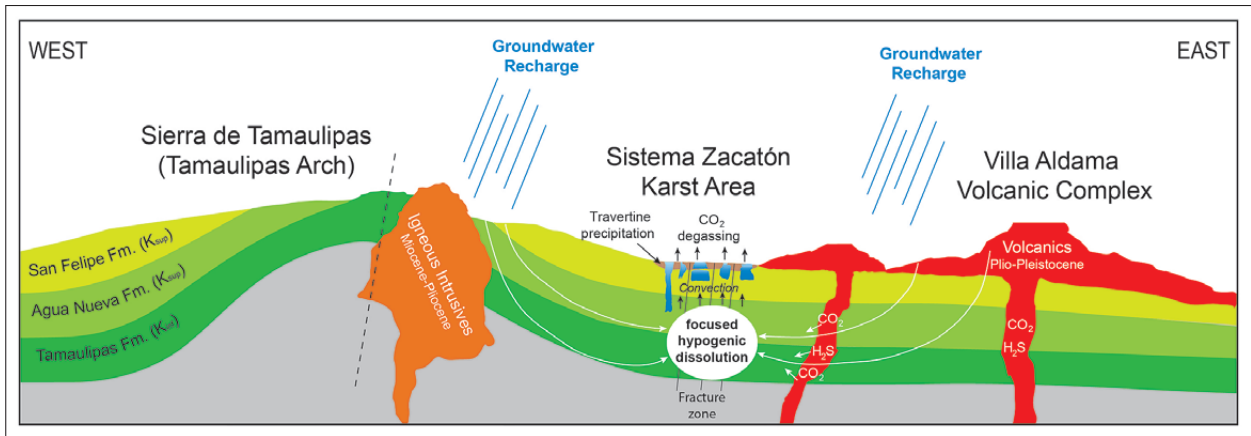 WEST
EAST
Groundwater
Recharge
Groundwater
Recharge
Sierra de Tamaulipas
(Tamaulipas Arch)
Sistema Zacatón
Karst Area
Villa Aldama
Volcanic Complex
Travertine
precipitation
CO₂
degassing
Convection
San Felipe Fm. (Ksup)
Agua Nueva Fm. (Ksup)
Tamaulipas Fm. (Kinf)
Igneous Intrusives
Miocene-Pliocene
Volcanics
Plio-Pleistocene
focused
hypogenic
dissolution
CO₂
H₂S
CO₂
CO₂
H₂S
Fracture
zone